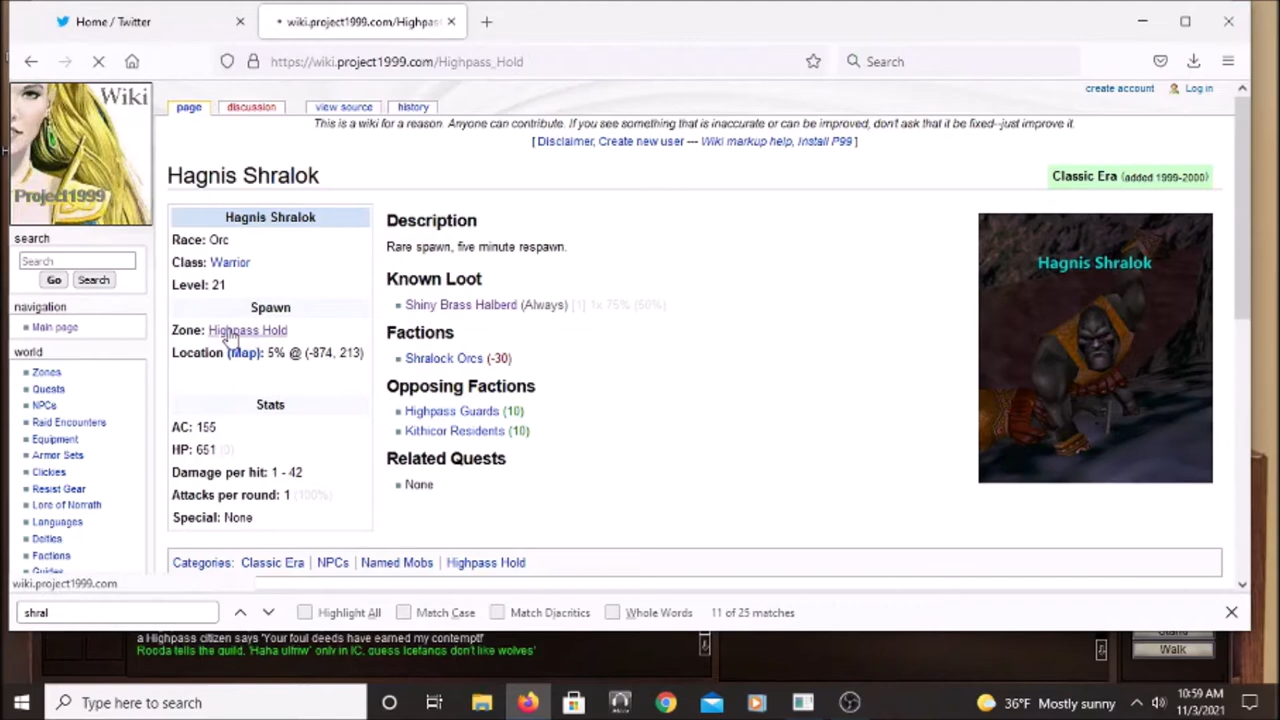 Home / Twitter
wiki.project1999.com/Highpass
https://wiki.project1999.com/Highpass_Hold
Search
Wiki
Project1999
page
discussion
view source
history
create account
Log in
This is a wiki for a reason. Anyone can contribute. If you see something that is inaccurate or can be improved, don't ask that it be fixed--just improve it.
[ Disclaimer, Create new user --- Wiki markup help, Install P99 ]
Hagnis Shralok
Classic Era (added 1999-2000)
search
Search
Go
Search
navigation
Main page
world
Zones
Quests
NPCs
Raid Encounters
Equipment
Armor Sets
Clickies
Resist Gear
Lore of Norrath
Languages
Deities
Factions
Guides
Hagnis Shralok
Race: Orc
Class: Warrior
Level: 21
Spawn
Zone: Highpass Hold
Location (Map): 5% @ (-874, 213)
Stats
AC: 155
HP: 651 (0)
Damage per hit: 1 - 42
Attacks per round: 1 (100%)
Special: None
Description
Rare spawn, five minute respawn.
Known Loot
Shiny Brass Halberd (Always) [1] 1x 75% (50%)
Factions
Shralock Orcs (-30)
Opposing Factions
Highpass Guards (10)
Kithicor Residents (10)
Related Quests
None
Hagnis Shralok
Categories: Classic Era | NPCs | Named Mobs | Highpass Hold
wiki.project1999.com
shral
Highlight All
Match Case
Match Diacritics
Whole Words
11 of 25 matches
a Highpass citizen says 'Your foul deeds have earned my contempt!'
Rooda tells the guild, 'Haha ulfnw' only in IC, guess Icefangs don't like wolves'
Walk
Type here to search
36°F Mostly sunny
10:59 AM
11/3/2021